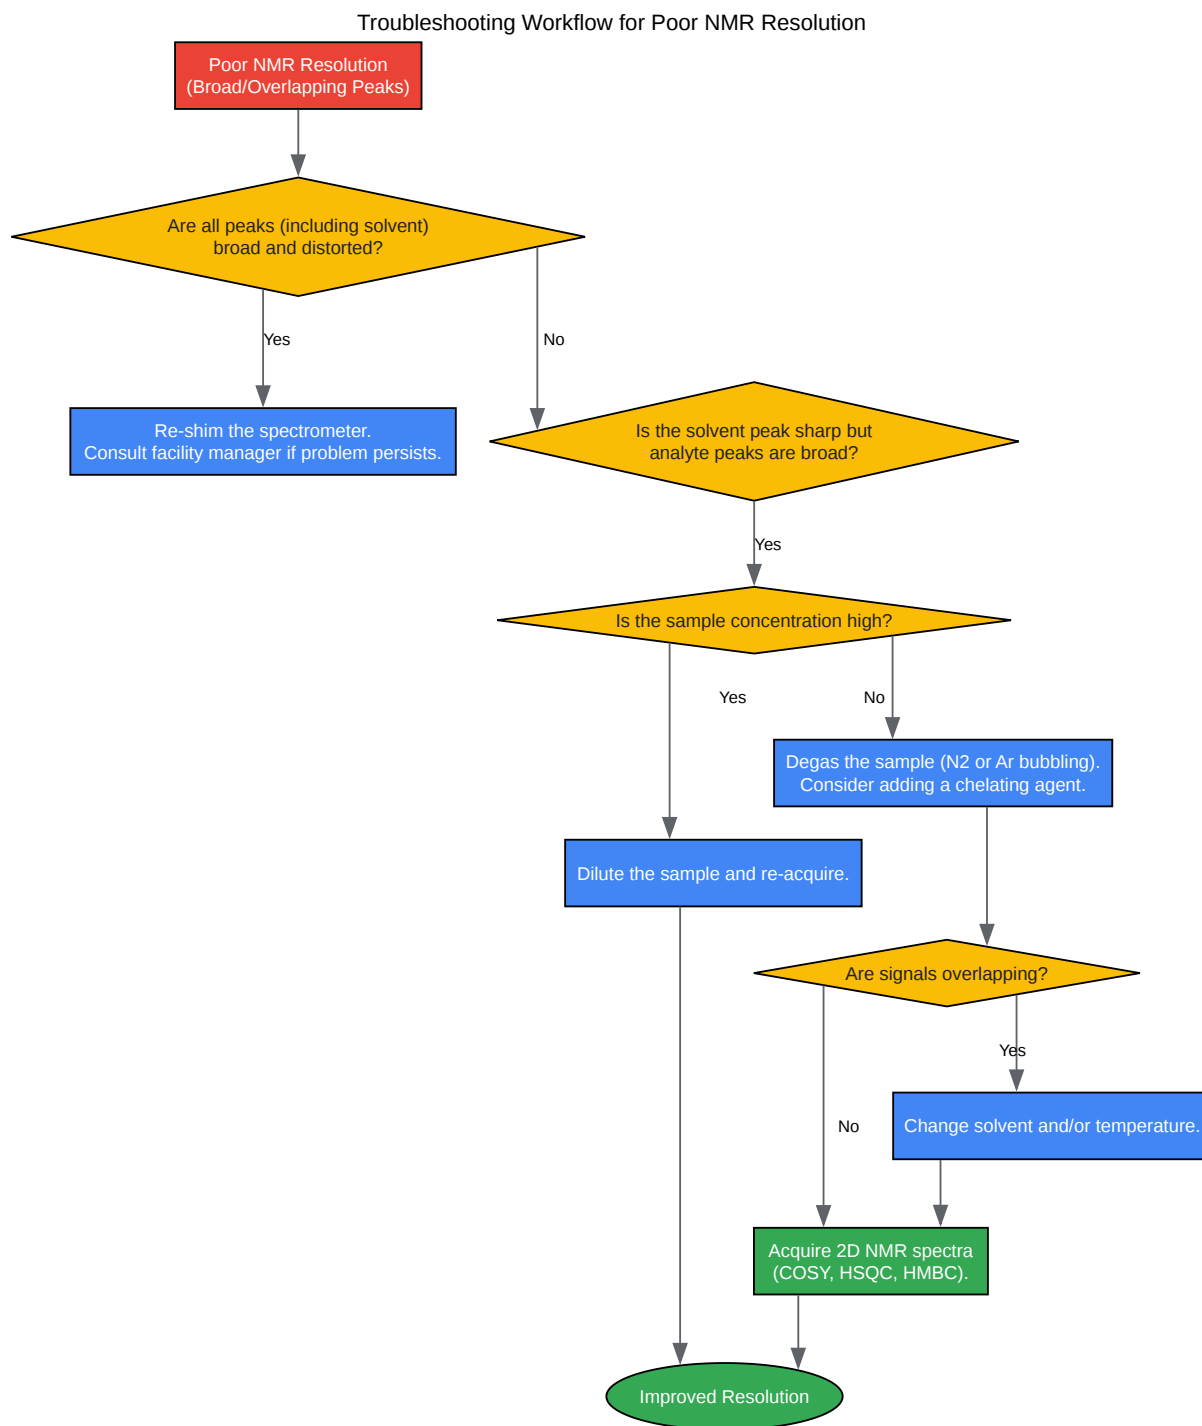 Troubleshooting Workflow for Poor NMR Resolution
Poor NMR Resolution
(Broad/Overlapping Peaks)
Are all peaks (including solvent)
broad and distorted?
Yes
No
Re-shim the spectrometer.
Consult facility manager if problem persists.
Is the solvent peak sharp but
analyte peaks are broad?
Yes
Is the sample concentration high?
Yes
No
Degas the sample (N2 or Ar bubbling).
Consider adding a chelating agent.
Dilute the sample and re-acquire.
Are signals overlapping?
Yes
No
Change solvent and/or temperature.
Acquire 2D NMR spectra
(COSY, HSQC, HMBC).
Improved Resolution